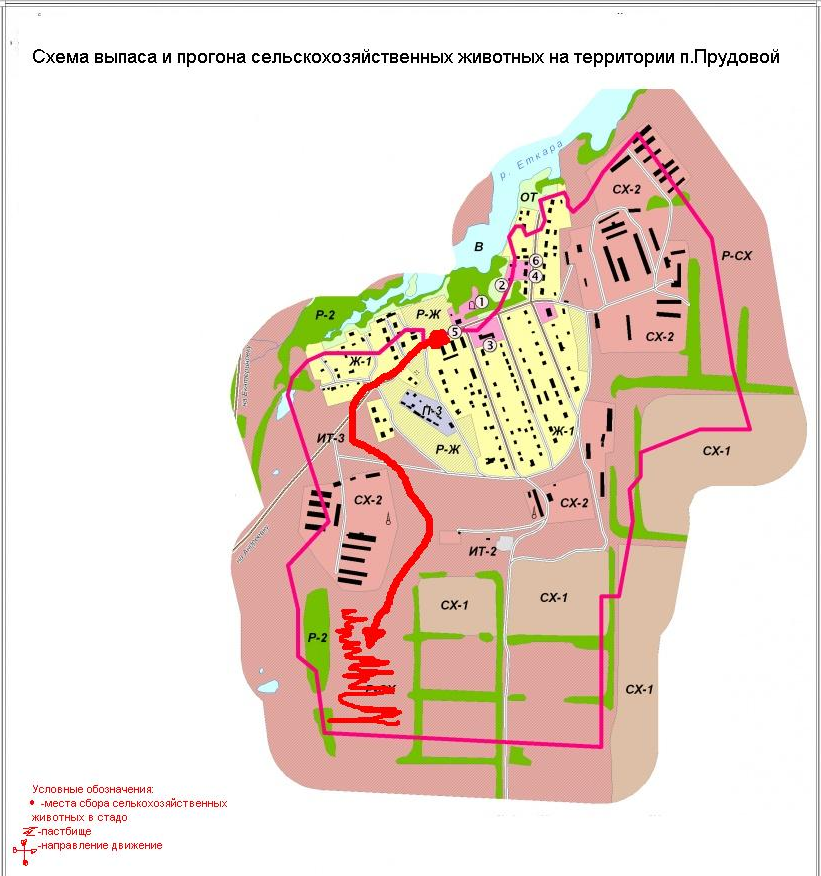 Схема выпаса и прогона сельскохозяйственных животных на территории п.Прудовой
р. Еткара
ОТ
СХ-2
В
6
4
Р-СХ
2
1
Р-2
Р-Ж
5
СХ-2
3
Ж-1
П-3
ИТ-3
Ж-1
Р-Ж
СХ-1
СХ-2
СХ-2
ИТ-2
СХ-1
СХ-1
Р-2
СХ-1
Условные обозначения:
-места сбора селькохозяйственных
животных в стадо
-пастбище
-направление движение